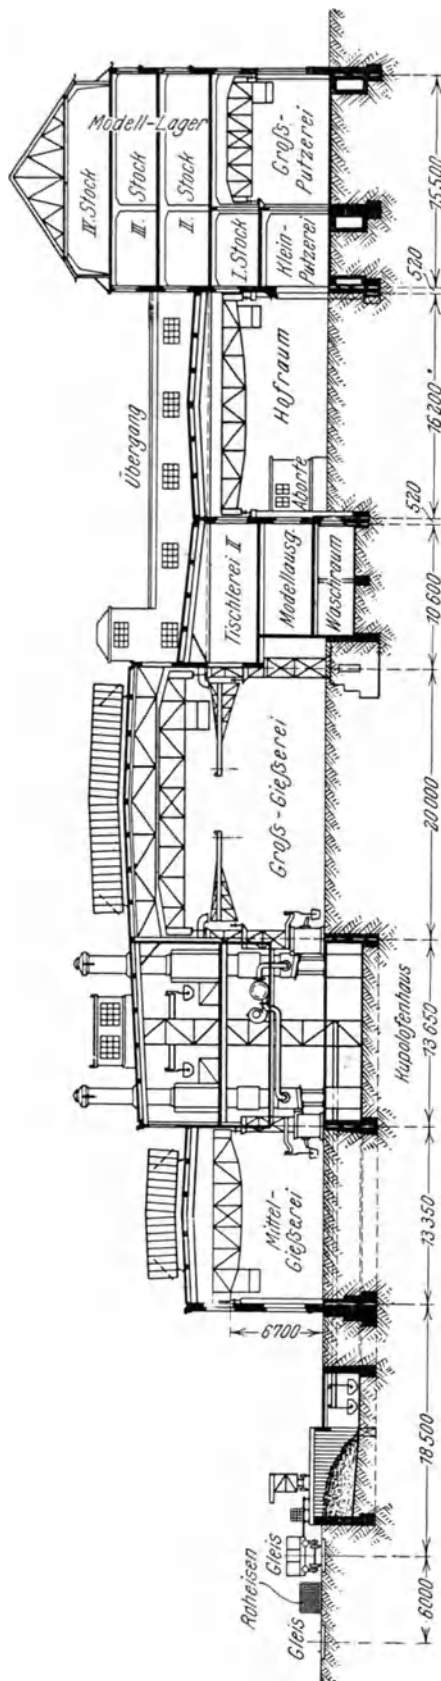 Übergang
Modell-Lager
IV. Stock
III. Stock
II. Stock
I. Stock
Klein-
Putzerei
Groß-
Putzerei
Hofraum
Aborte
Tischlerei II
Modellausg.
Waschraum
Groß-Gießerei
Mittel-
Gießerei
6700
Roheisen
Gleis
Gleis
Kupolofenhaus
6000
18500
13350
13650
20000
10600
520
16200
520
15500